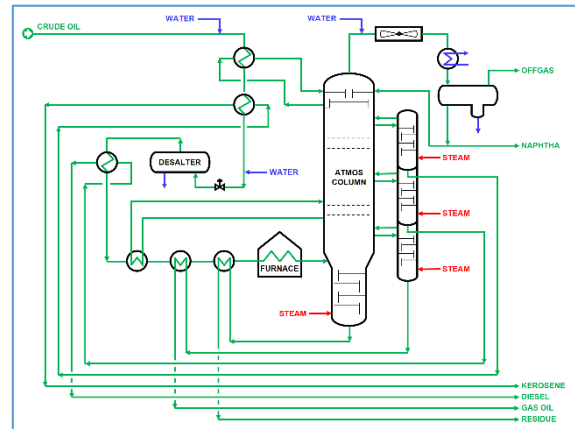 WATER
WATER
CRUDE OIL
OFFGAS
NAPHTHA
DESALTER
WATER
ATMOS
COLUMN
STEAM
STEAM
STEAM
FURNACE
STEAM
KEROSENE
DIESEL
GAS OIL
RESIDUE